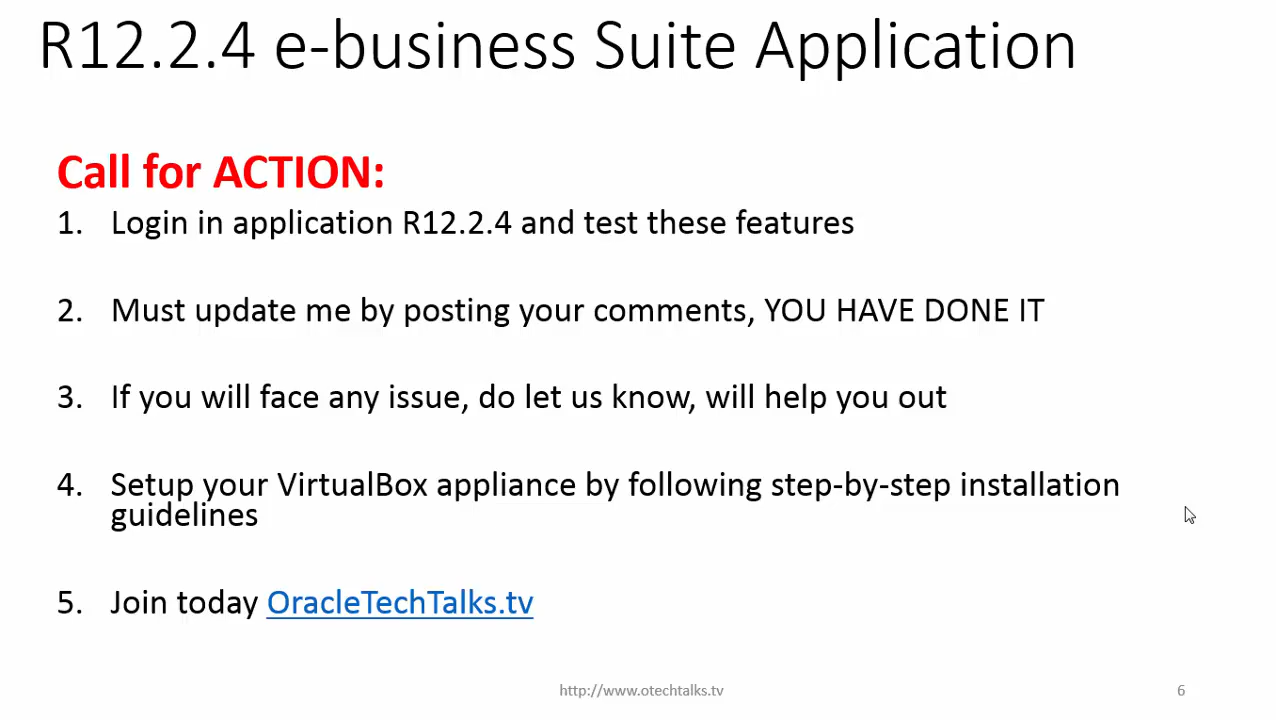 R12.2.4 e-business Suite Application
Call for ACTION:
1. Login in application R12.2.4 and test these features
2. Must update me by posting your comments, YOU HAVE DONE IT
3. If you will face any issue, do let us know, will help you out
4. Setup your VirtualBox appliance by following step-by-step installation
guidelines
5. Join today OracleTechTalks.tv
http://www.otechtalks.tv 6